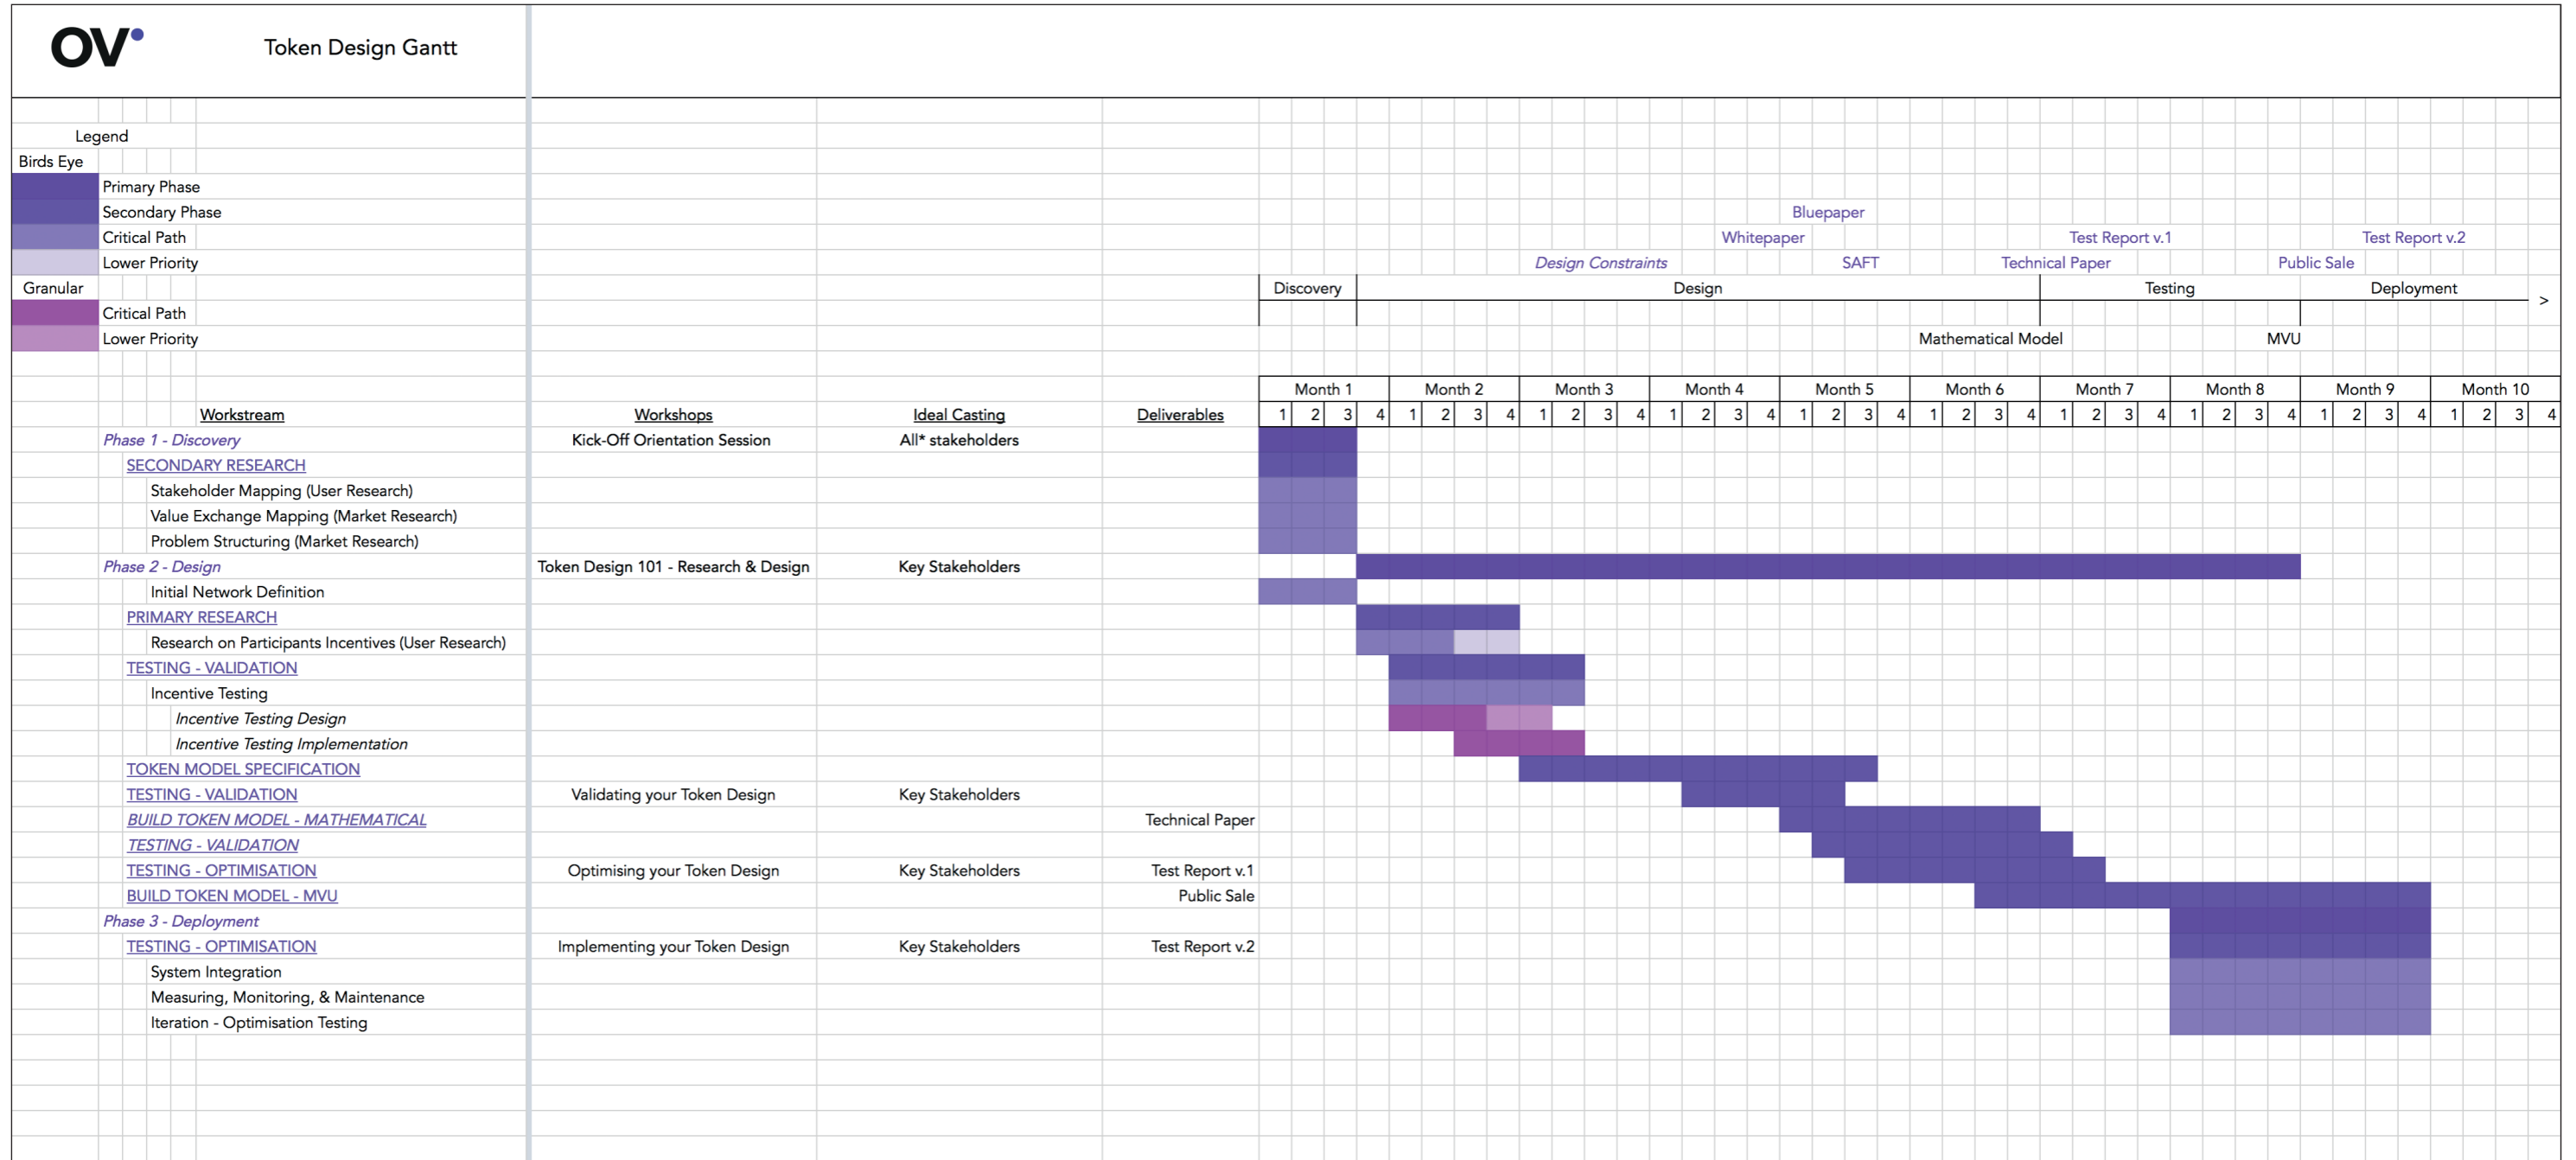 OV
Token Design Gantt
Legend
Birds Eye
Primary Phase
Secondary Phase
Bluepaper
Critical Path
Whitepaper Test Report v.1 Test Report v.2
Lower Priority
Design Constraints SAFT Technical Paper Public Sale
Granular
Discovery Design Testing Deployment >
Critical Path
Lower Priority
Mathematical Model MVU
Month 1 Month 2 Month 3 Month 4 Month 5 Month 6 Month 7 Month 8 Month 9 Month 10
Workstream Workshops Ideal Casting Deliverables 1 2 3 4 1 2 3 4 1 2 3 4 1 2 3 4 1 2 3 4 1 2 3 4 1 2 3 4 1 2 3 4 1 2 3 4 1 2 3 4
Phase 1 - Discovery Kick-Off Orientation Session All* stakeholders
SECONDARY RESEARCH
Stakeholder Mapping (User Research)
Value Exchange Mapping (Market Research)
Problem Structuring (Market Research)
Phase 2 - Design Token Design 101 - Research & Design Key Stakeholders
Initial Network Definition
PRIMARY RESEARCH
Research on Participants Incentives (User Research)
TESTING - VALIDATION
Incentive Testing
Incentive Testing Design
Incentive Testing Implementation
TOKEN MODEL SPECIFICATION
TESTING - VALIDATION Validating your Token Design Key Stakeholders
BUILD TOKEN MODEL - MATHEMATICAL Technical Paper
TESTING - VALIDATION
TESTING - OPTIMISATION Optimising your Token Design Key Stakeholders Test Report v.1
BUILD TOKEN MODEL - MVU Public Sale
Phase 3 - Deployment
TESTING - OPTIMISATION Implementing your Token Design Key Stakeholders Test Report v.2
System Integration
Measuring, Monitoring, & Maintenance
Iteration - Optimisation Testing